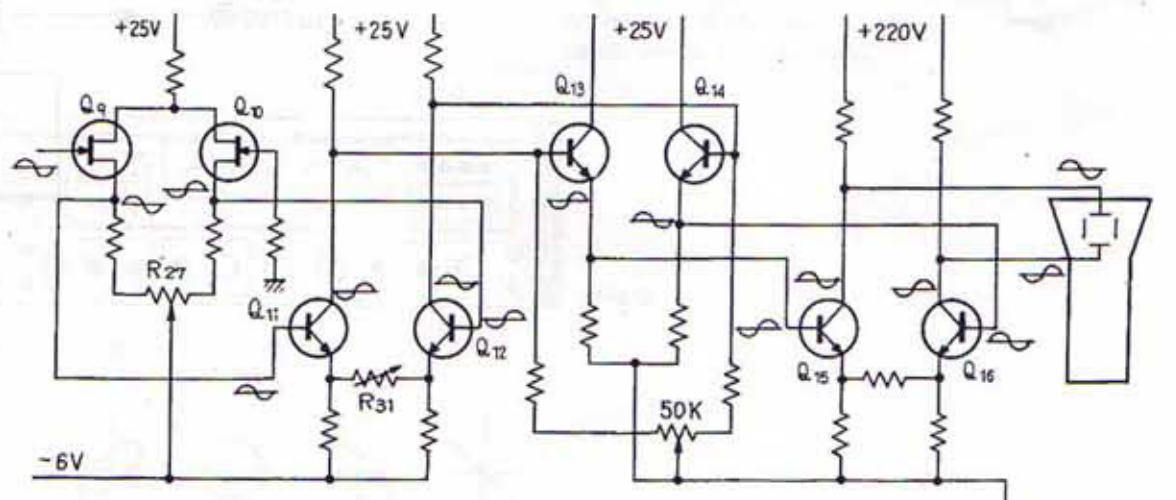 +25V
+25V
+25V
+220V
Q9
Q10
Q13
Q14
R27
Q11
Q12
R31
Q15
Q16
50K
-6V